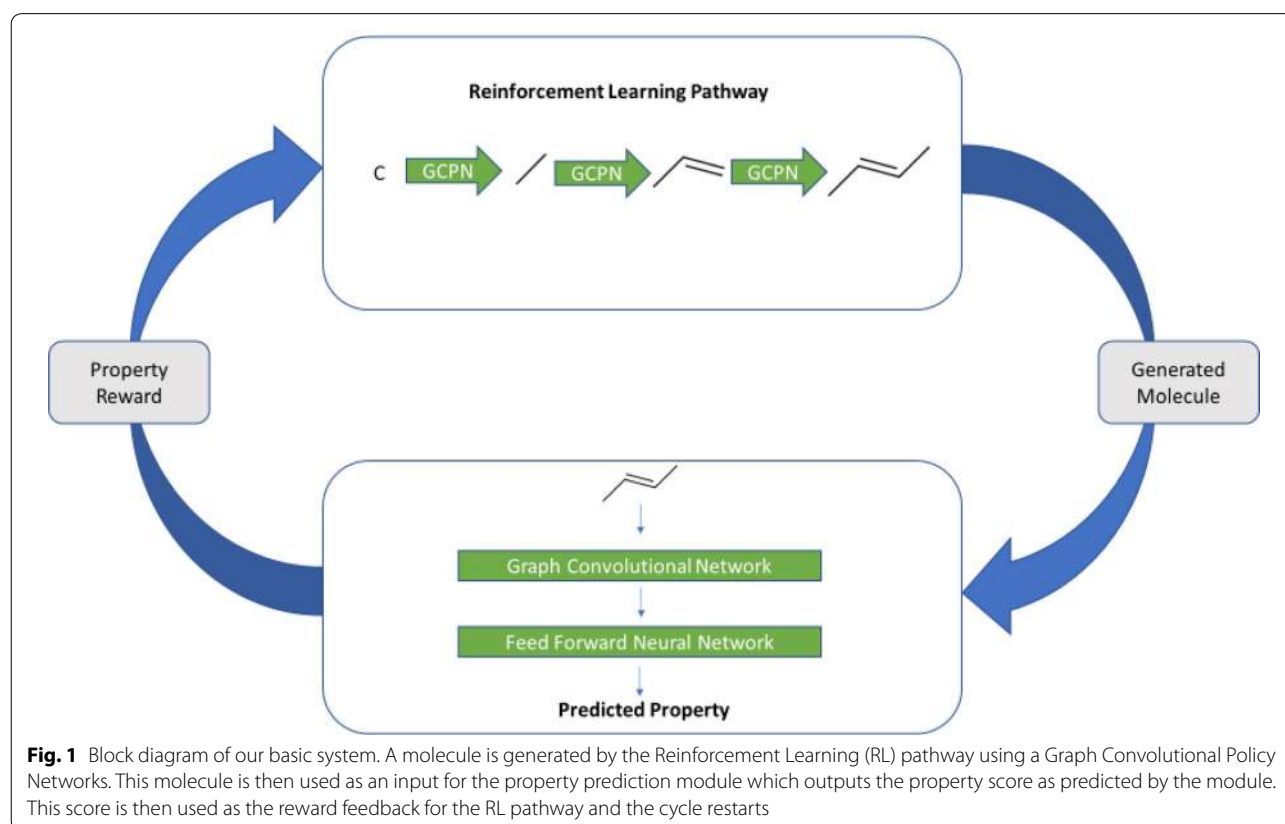 Reinforcement Learning Pathway
C GCPN GCPN GCPN
Property
Reward
Generated
Molecule
Graph Convolutional Network
Feed Forward Neural Network
Predicted Property
Fig. 1 Block diagram of our basic system. A molecule is generated by the Reinforcement Learning (RL) pathway using a Graph Convolutional Policy
Networks. This molecule is then used as an input for the property prediction module which outputs the property score as predicted by the module.
This score is then used as the reward feedback for the RL pathway and the cycle restarts